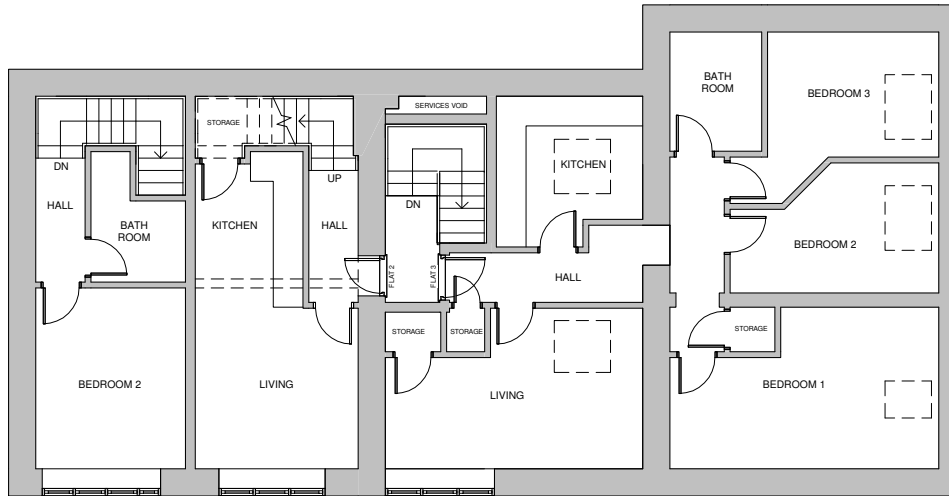 SERVICES VOID
BATH
ROOM
BEDROOM 3
STORAGE
DN
UP
KITCHEN
HALL
BATH
ROOM
KITCHEN
HALL
DN
BEDROOM 2
FLAT 2
FLAT 3
HALL
STORAGE
STORAGE
STORAGE
BEDROOM 2
LIVING
LIVING
BEDROOM 1